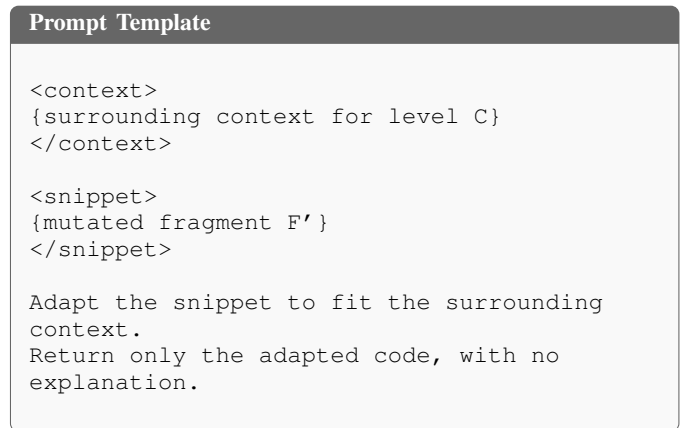 Prompt Template
<context>
{surrounding context for level C}
</context>
<snippet>
{mutated fragment F′}
</snippet>
Adapt the snippet to fit the surrounding
context.
Return only the adapted code, with no
explanation.